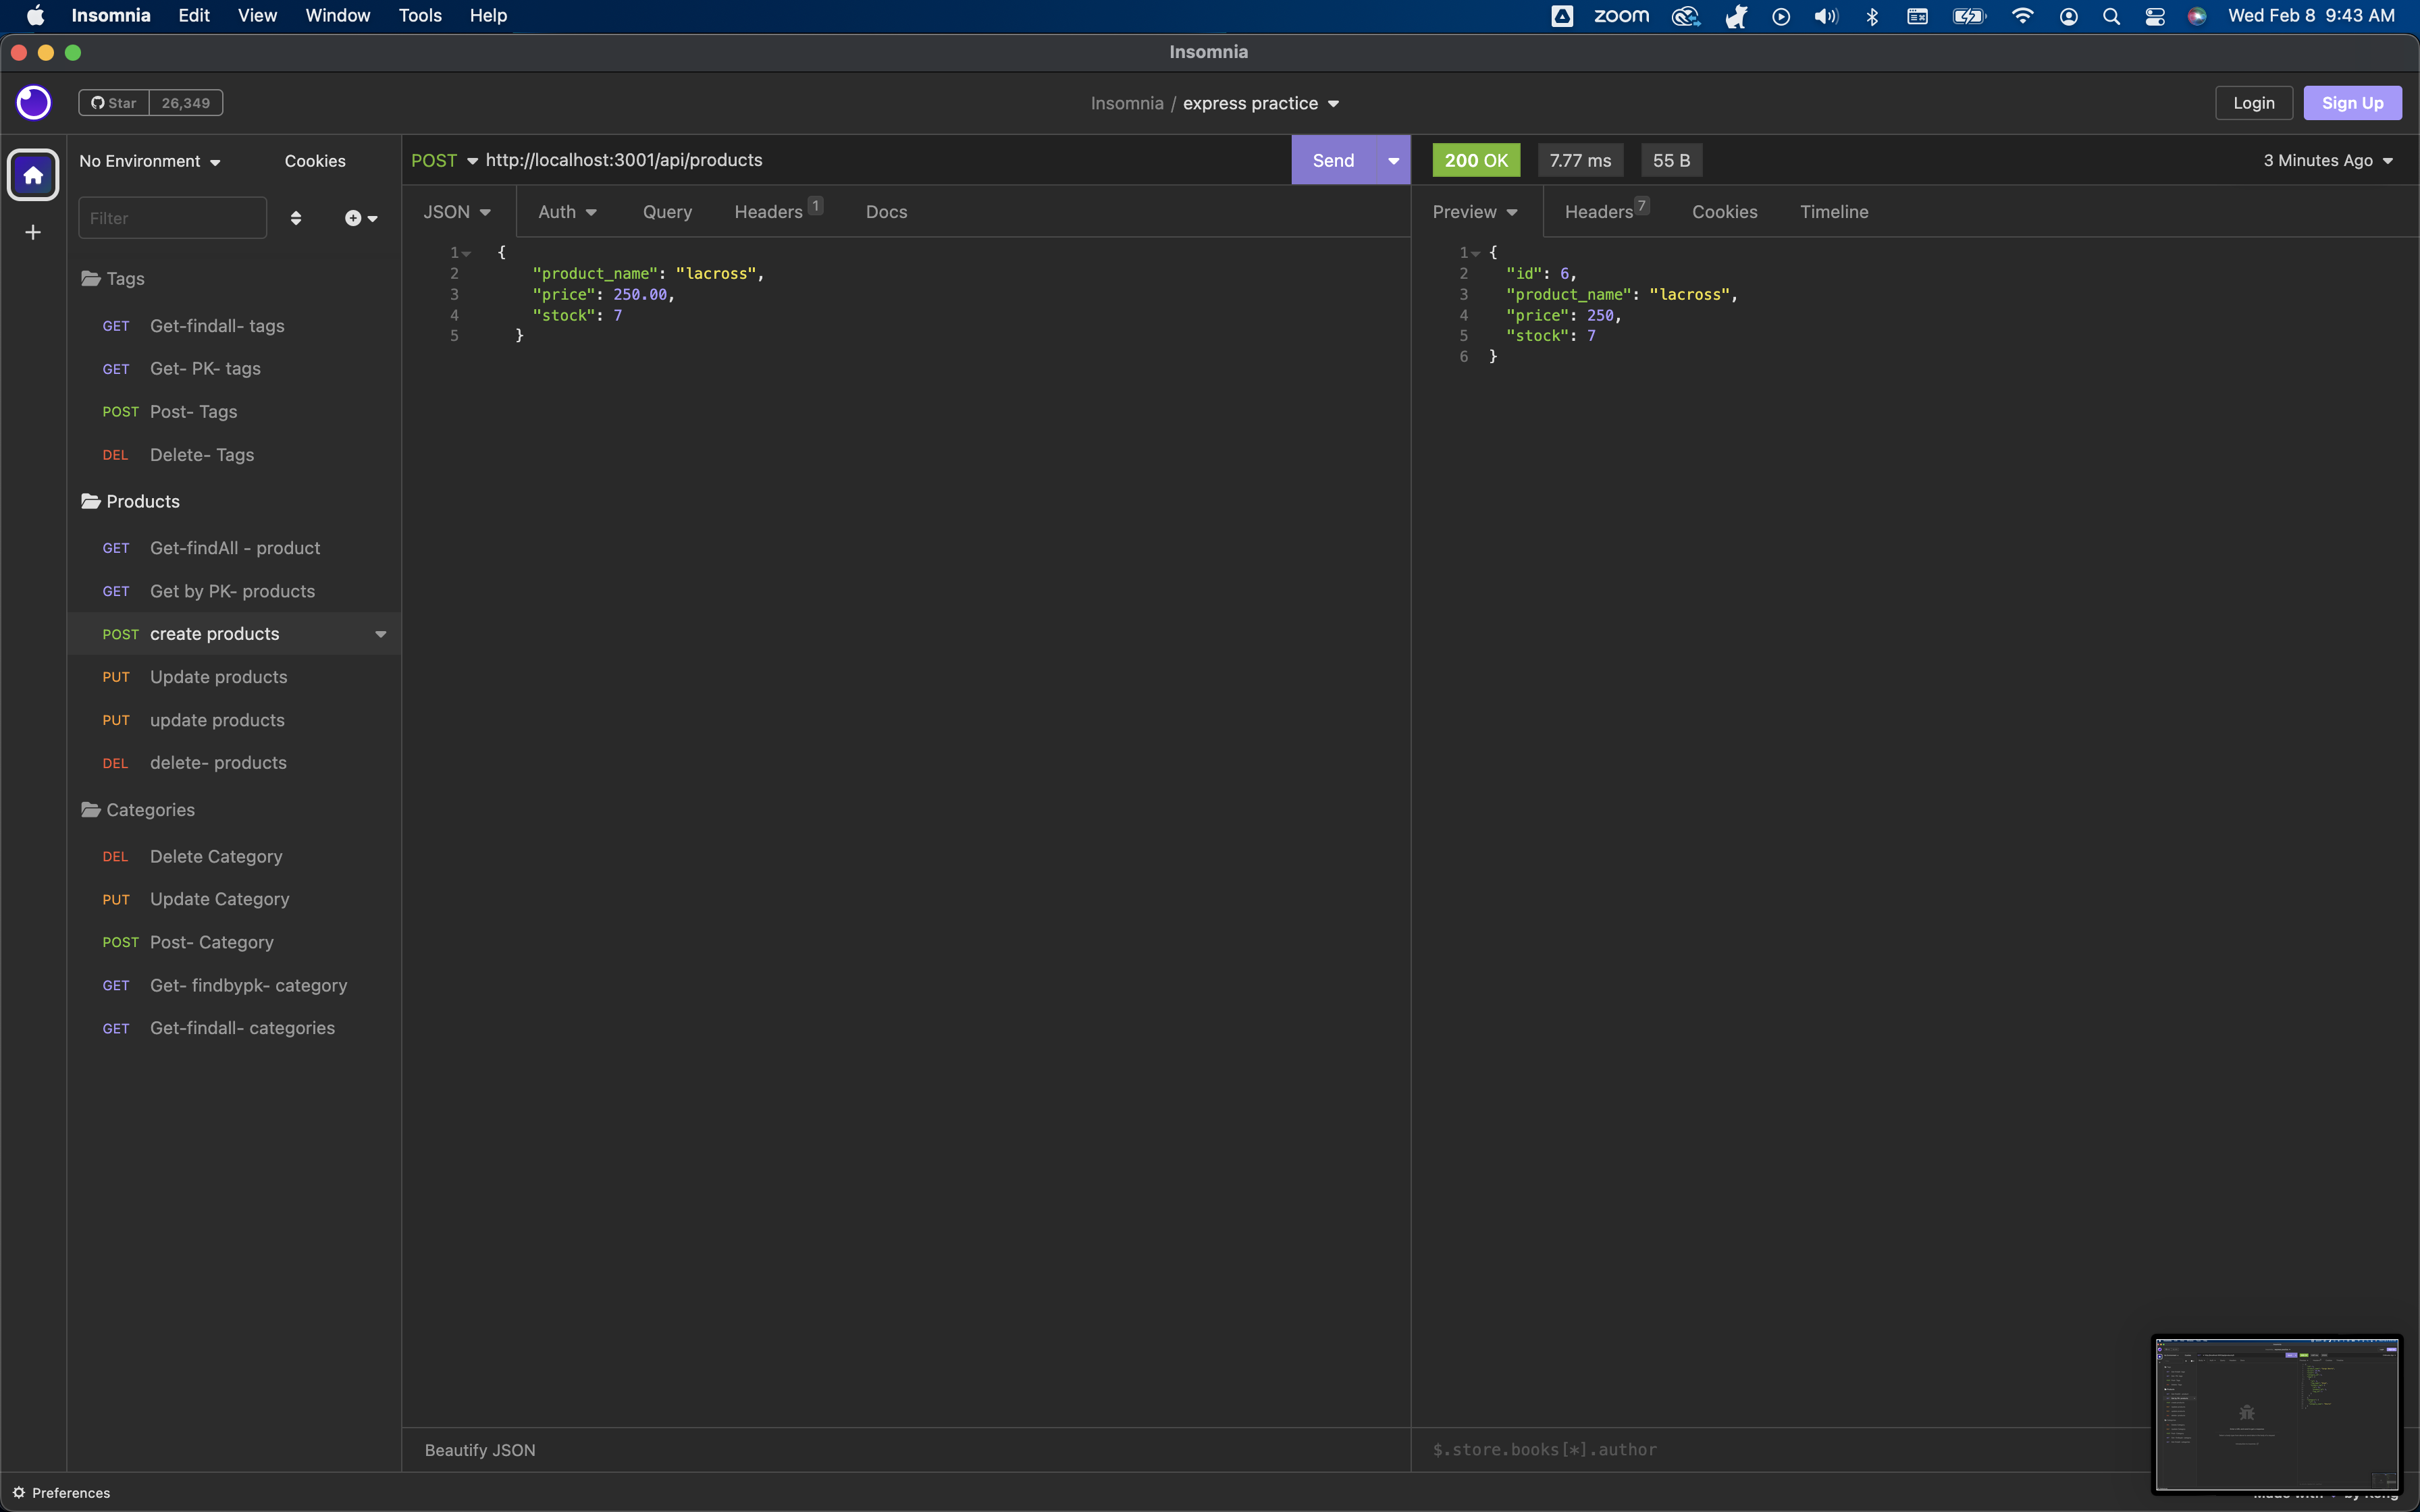 Insomnia Edit View Window Tools Help zoom Wed Feb 8 9:43 AM
Insomnia
Star 26,349 Insomnia / express practice Login Sign Up
No Environment Cookies POST http://localhost:3001/api/products Send 200 OK 7.77 ms 55 B 3 Minutes Ago
Filter JSON Auth Query Headers 1 Docs Preview Headers 7 Cookies Timeline
Tags
GET Get-findall- tags
GET Get- PK- tags
POST Post- Tags
DEL Delete- Tags
Products
GET Get-findAll - product
GET Get by PK- products
POST create products
PUT Update products
PUT update products
DEL delete- products
Categories
DEL Delete Category
PUT Update Category
POST Post- Category
GET Get- findbypk- category
GET Get-findall- categories
1 {
2 "product_name": "lacross",
3 "price": 250.00,
4 "stock": 7
5 }
1 {
2 "id": 6,
3 "product_name": "lacross",
4 "price": 250,
5 "stock": 7
6 }
Beautify JSON $.store.books[*].author
Preferences